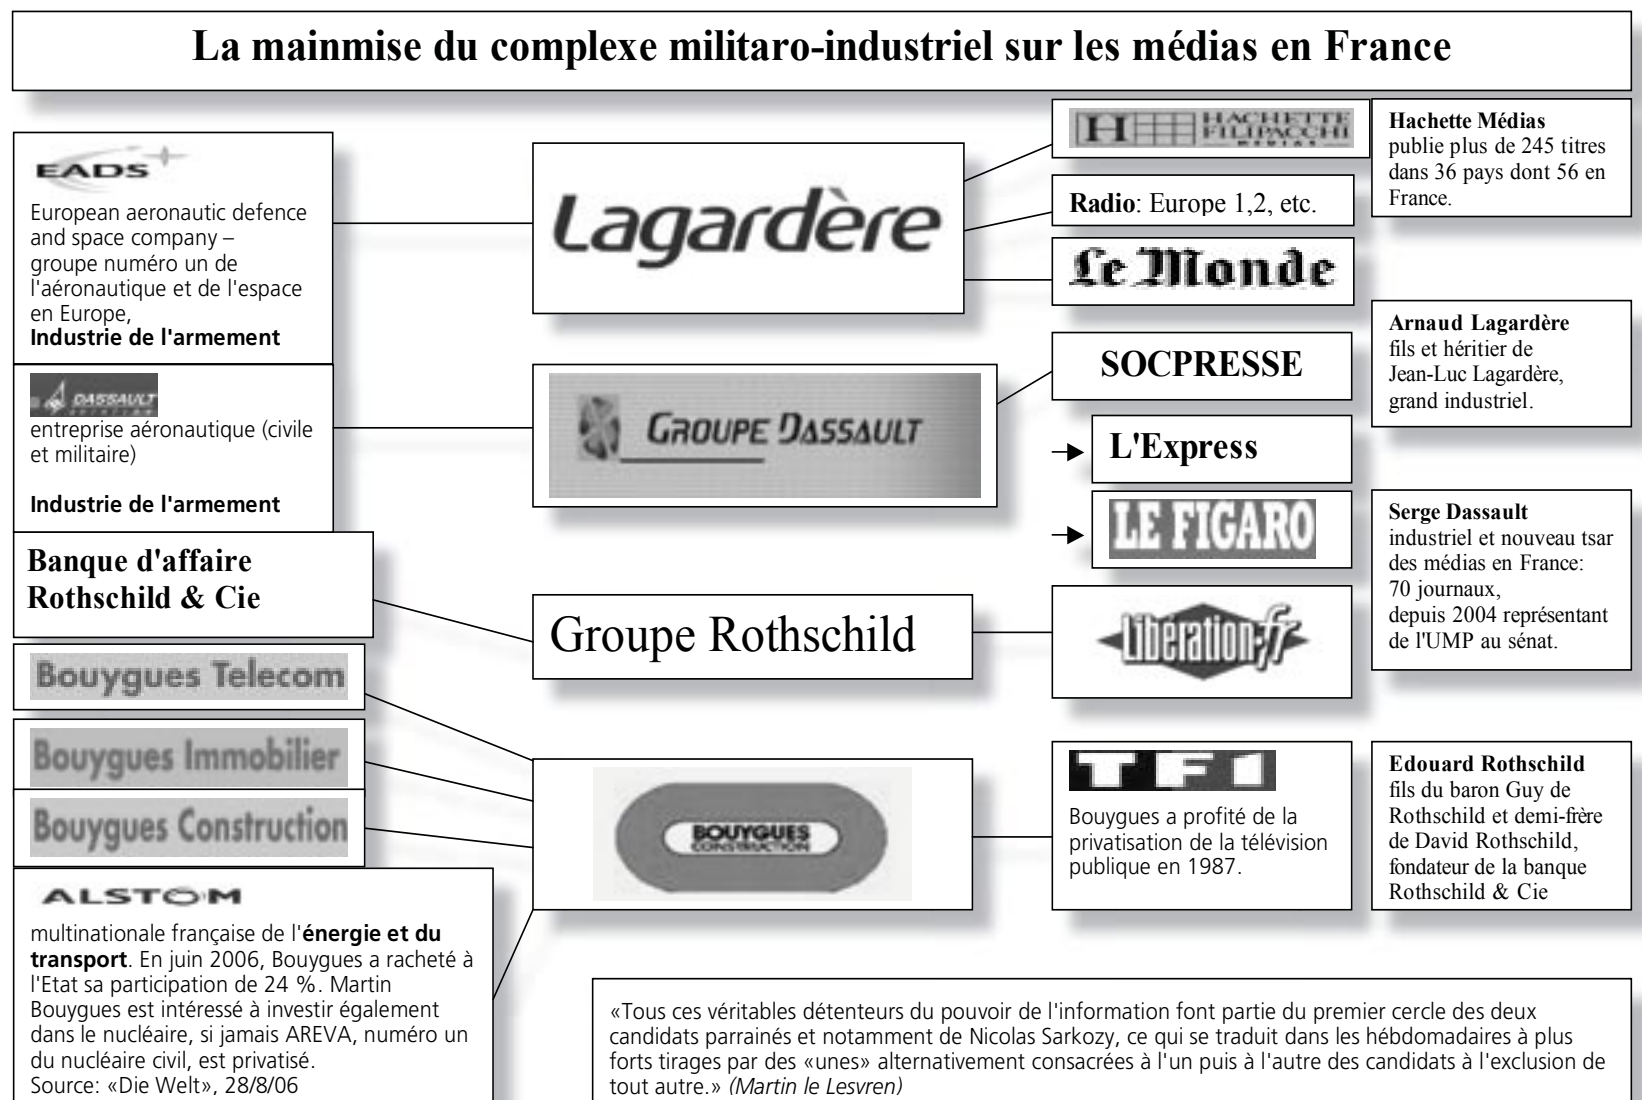 La mainmise du complexe militaro-industriel sur les médias en France
EADS
European aeronautic defence
and space company –
groupe numéro un de
l'aéronautique et de l'espace
en Europe,
Industrie de l'armement
DASSAULT
entreprise aéronautique (civile
et militaire)
Industrie de l'armement
Banque d'affaire
Rothschild & Cie
Bouygues Telecom
Bouygues Immobilier
Bouygues Construction
ALSTOM
multinationale française de l'énergie et du
transport. En juin 2006, Bouygues a racheté à
l'Etat sa participation de 24 %. Martin
Bouygues est intéressé à investir également
dans le nucléaire, si jamais AREVA, numéro un
du nucléaire civil, est privatisé.
Source: «Die Welt», 28/8/06
Lagardère
GROUPE DASSAULT
Groupe Rothschild
BOUYGUES
CONSTRUCTION
HACHETTE
FILIPACCHI
MEDIAS
Radio: Europe 1,2, etc.
Le Monde
SOCPRESSE
L'Express
LE FIGARO
Libération.fr
TF1
Bouygues a profité de la
privatisation de la télévision
publique en 1987.
Hachette Médias
publie plus de 245 titres
dans 36 pays dont 56 en
France.
Arnaud Lagardère
fils et héritier de
Jean-Luc Lagardère,
grand industriel.
Serge Dassault
industriel et nouveau tsar
des médias en France:
70 journaux,
depuis 2004 représentant
de l'UMP au sénat.
Edouard Rothschild
fils du baron Guy de
Rothschild et demi-frère
de David Rothschild,
fondateur de la banque
Rothschild & Cie
«Tous ces véritables détenteurs du pouvoir de l'information font partie du premier cercle des deux
candidats parrainés et notamment de Nicolas Sarkozy, ce qui se traduit dans les hébdomadaires à plus
forts tirages par des «unes» alternativement consacrées à l'un puis à l'autre des candidats à l'exclusion de
tout autre.» (Martin le Lesvren)